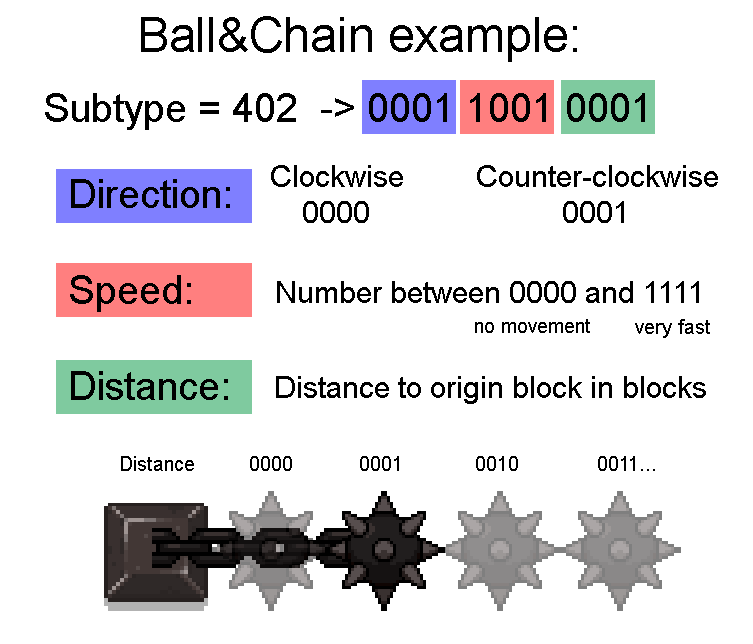 Ball&Chain example:
Subtype = 402 -> 0001 1001 0001
Direction: Clockwise Counter-clockwise
0000 0001
Speed: Number between 0000 and 1111
no movement very fast
Distance: Distance to origin block in blocks
Distance 0000 0001 0010 0011...